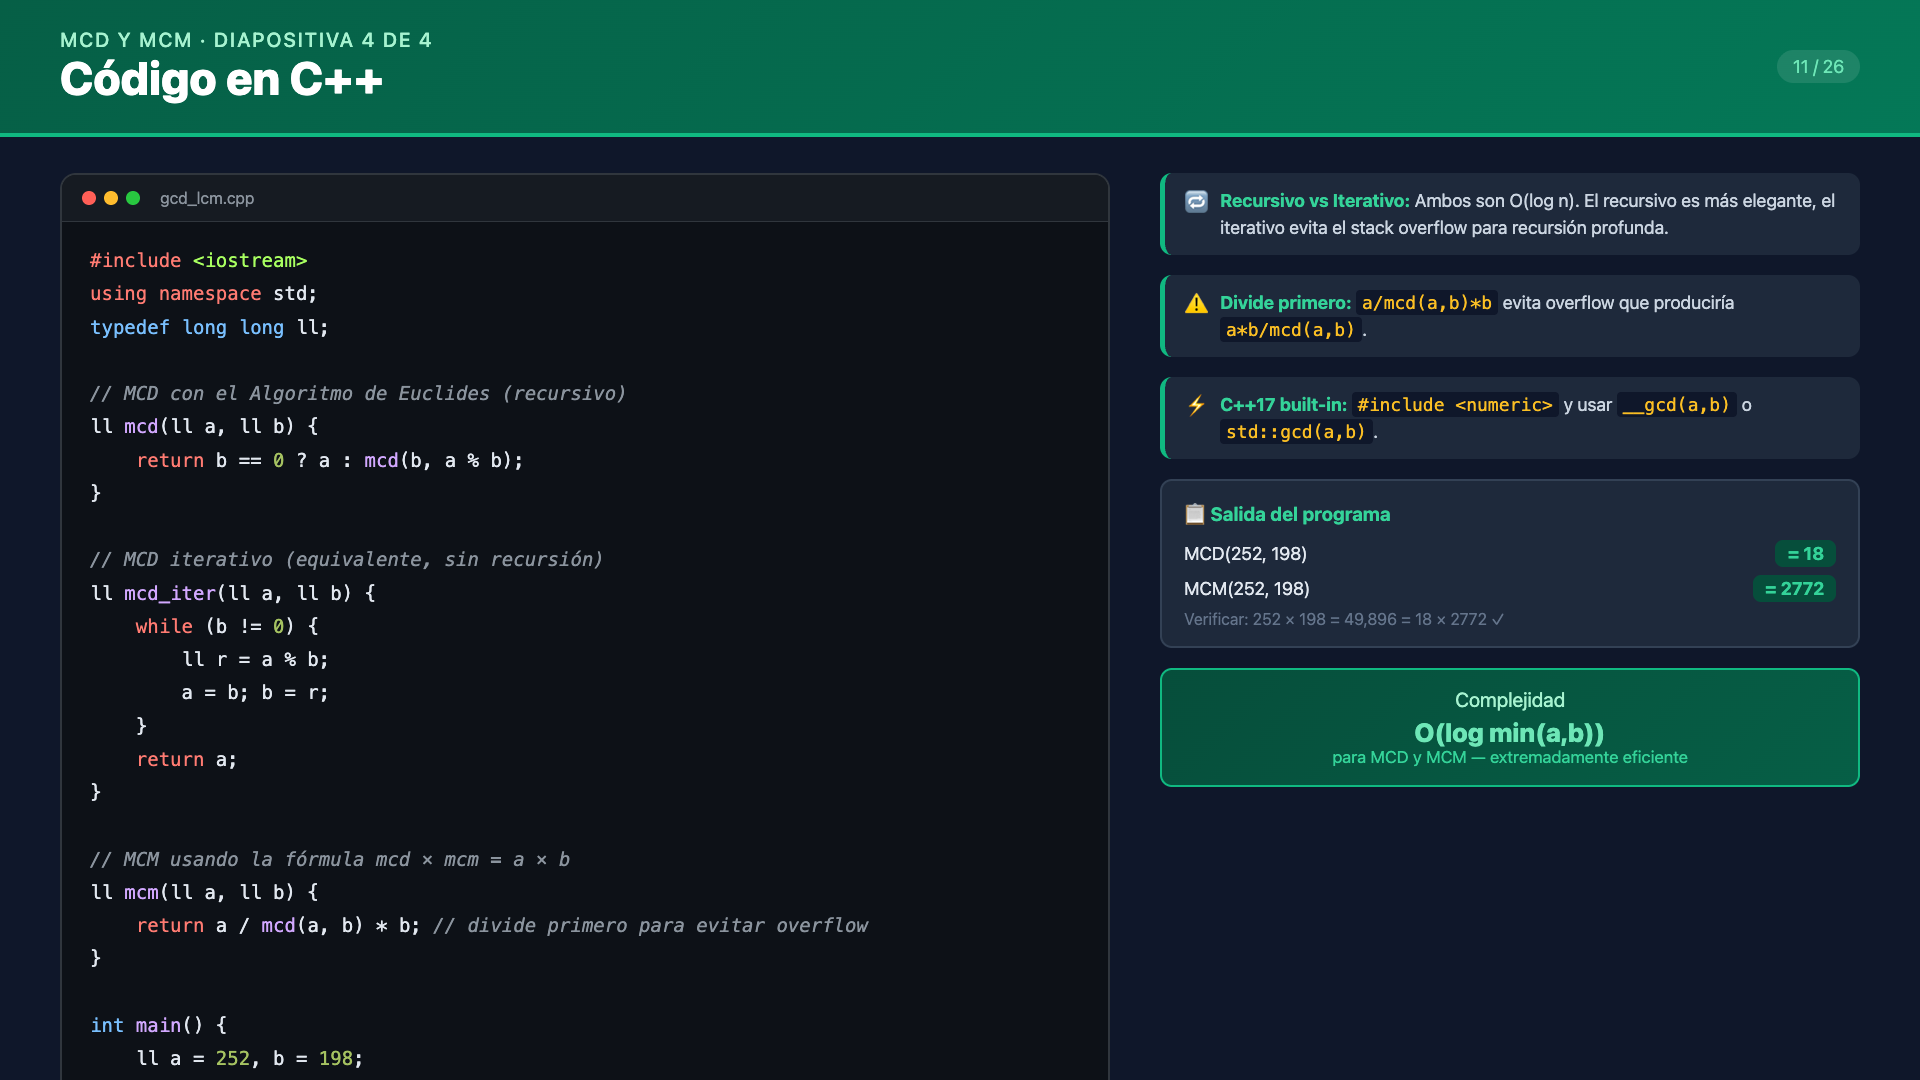 MCD Y MCM · DIAPOSITIVA 4 DE 4
Código en C++
11 / 26
gcd_lcm.cpp
#include <iostream>
using namespace std;
typedef long long ll;
// MCD con el Algoritmo de Euclides (recursivo)
ll mcd(ll a, ll b) {
    return b == 0 ? a : mcd(b, a % b);
}
// MCD iterativo (equivalente, sin recursión)
ll mcd_iter(ll a, ll b) {
    while (b != 0) {
        ll r = a % b;
        a = b; b = r;
    }
    return a;
}
// MCM usando la fórmula mcd × mcm = a × b
ll mcm(ll a, ll b) {
    return a / mcd(a, b) * b; // divide primero para evitar overflow
}
int main() {
    ll a = 252, b = 198;
Recursivo vs Iterativo: Ambos son O(log n). El recursivo es más elegante, el
iterativo evita el stack overflow para recursión profunda.
Divide primero: a/mcd(a,b)*b evita overflow que produciría
a*b/mcd(a,b).
C++17 built-in: #include <numeric> y usar __gcd(a,b) o
std::gcd(a,b).
Salida del programa
MCD(252, 198) = 18
MCM(252, 198) = 2772
Verificar: 252 × 198 = 49,896 = 18 × 2772 ✓
Complejidad
O(log min(a,b))
para MCD y MCM — extremadamente eficiente